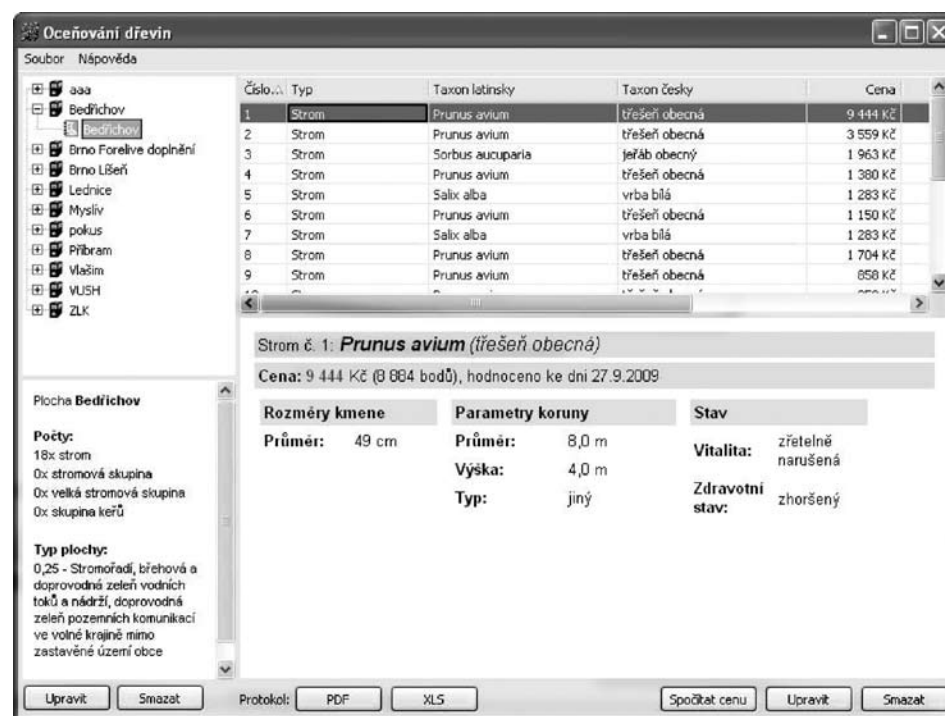 Oceňování dřevin
Soubor Nápověda
aaa
Bedřichov
Bedřichov
Brno Forelive doplnění
Brno Líšeň
Lednice
Myslív
pokus
Příbram
Vlašim
VUSH
ZLK
Číslo... Typ Taxon latinsky Taxon česky Cena
1 Strom Prunus avium třešeň obecná 9 444 Kč
2 Strom Prunus avium třešeň obecná 3 559 Kč
3 Strom Sorbus aucuparia jeřáb obecný 1 963 Kč
4 Strom Prunus avium třešeň obecná 1 380 Kč
5 Strom Salix alba vrba bílá 1 283 Kč
6 Strom Prunus avium třešeň obecná 1 150 Kč
7 Strom Salix alba vrba bílá 1 283 Kč
8 Strom Prunus avium třešeň obecná 1 704 Kč
9 Strom Prunus avium třešeň obecná 858 Kč
Strom č. 1: Prunus avium (třešeň obecná)
Cena: 9 444 Kč (8 884 bodů), hodnoceno ke dni 27.9.2009
Rozměry kmene
Průměr: 49 cm
Parametry koruny
Průměr: 8,0 m
Výška: 4,0 m
Typ: jiný
Stav
Vitalita: zřetelně
narušená
Zdravotní
stav: zhoršený
Plocha Bedřichov
Počty:
18x strom
0x stromová skupina
0x velká stromová skupina
0x skupina keřů
Typ plochy:
0,25 - Stromořadí, břehová a
doprovodná zeleň vodních
toků a nádrží, doprovodná
zeleň pozemních komunikací
ve volné krajině mimo
zastavěné území obce
Upravit Smazat Protokol: PDF XLS Spočítat cenu Upravit Smazat